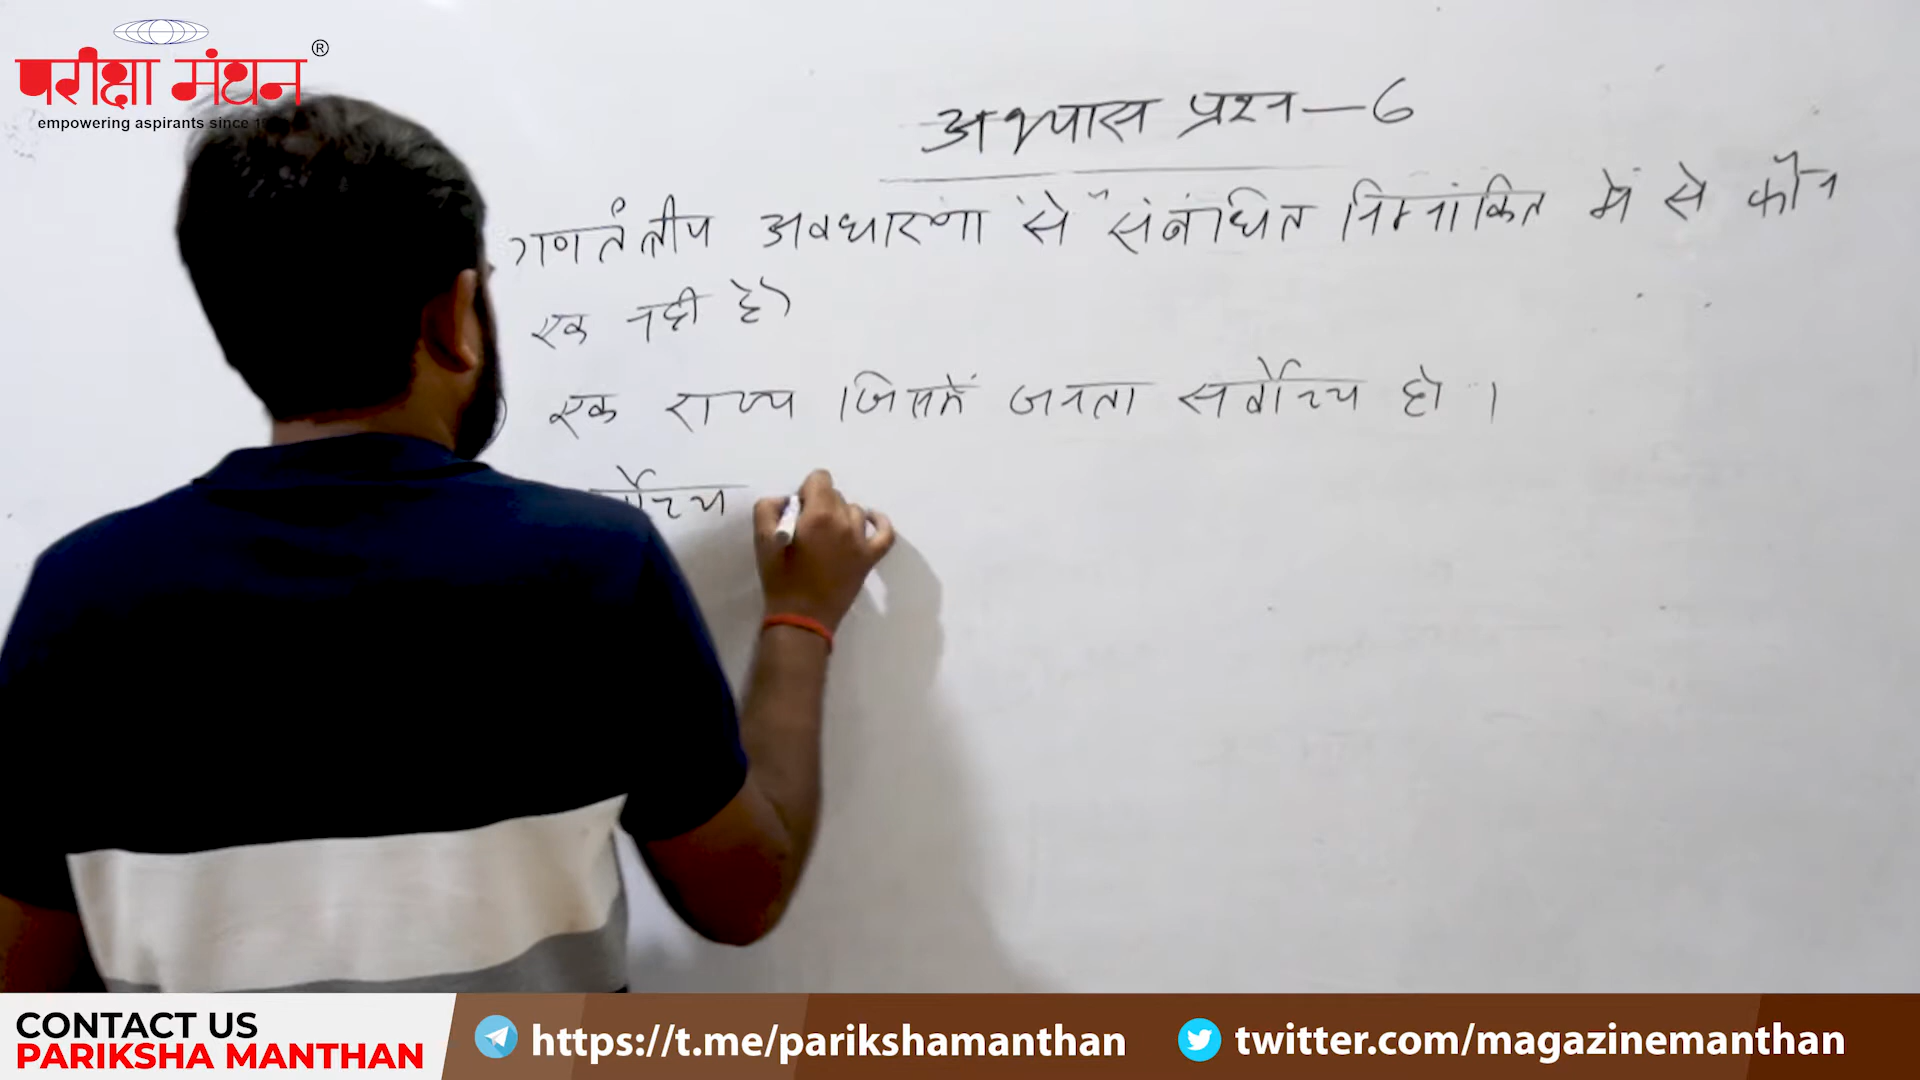 परीक्षा मंथन ®
empowering aspirants since
अभ्यास प्रश्न – 6
गणतंत्रीय अवधारणा से संबंधित निम्नांकित में से कौन
एक नही है?
एक राज्य जिसमें जनता सर्वोच्च हो ।
CONTACT US
PARIKSHA MANTHAN
https://t.me/parikshamanthan
twitter.com/magazinemanthan